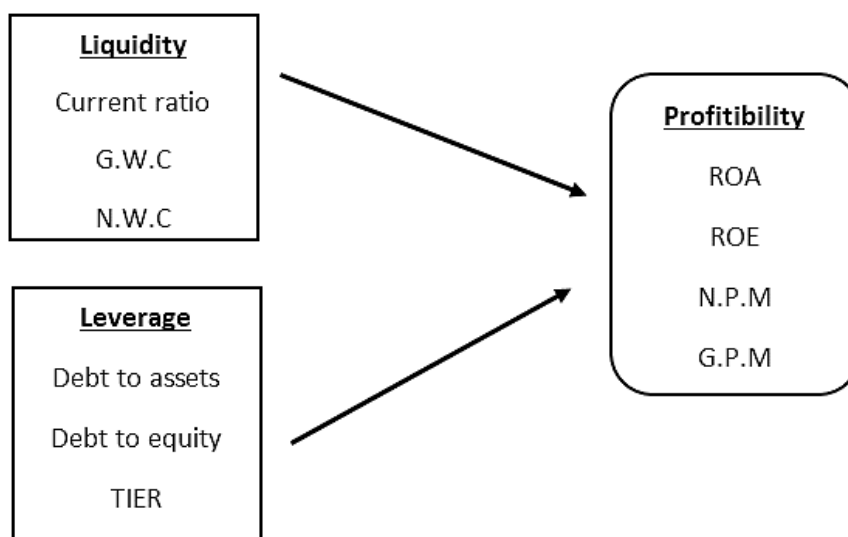 Liquidity
Current ratio
G.W.C
N.W.C
Leverage
Debt to assets
Debt to equity
TIER
Profitibility
ROA
ROE
N.P.M
G.P.M